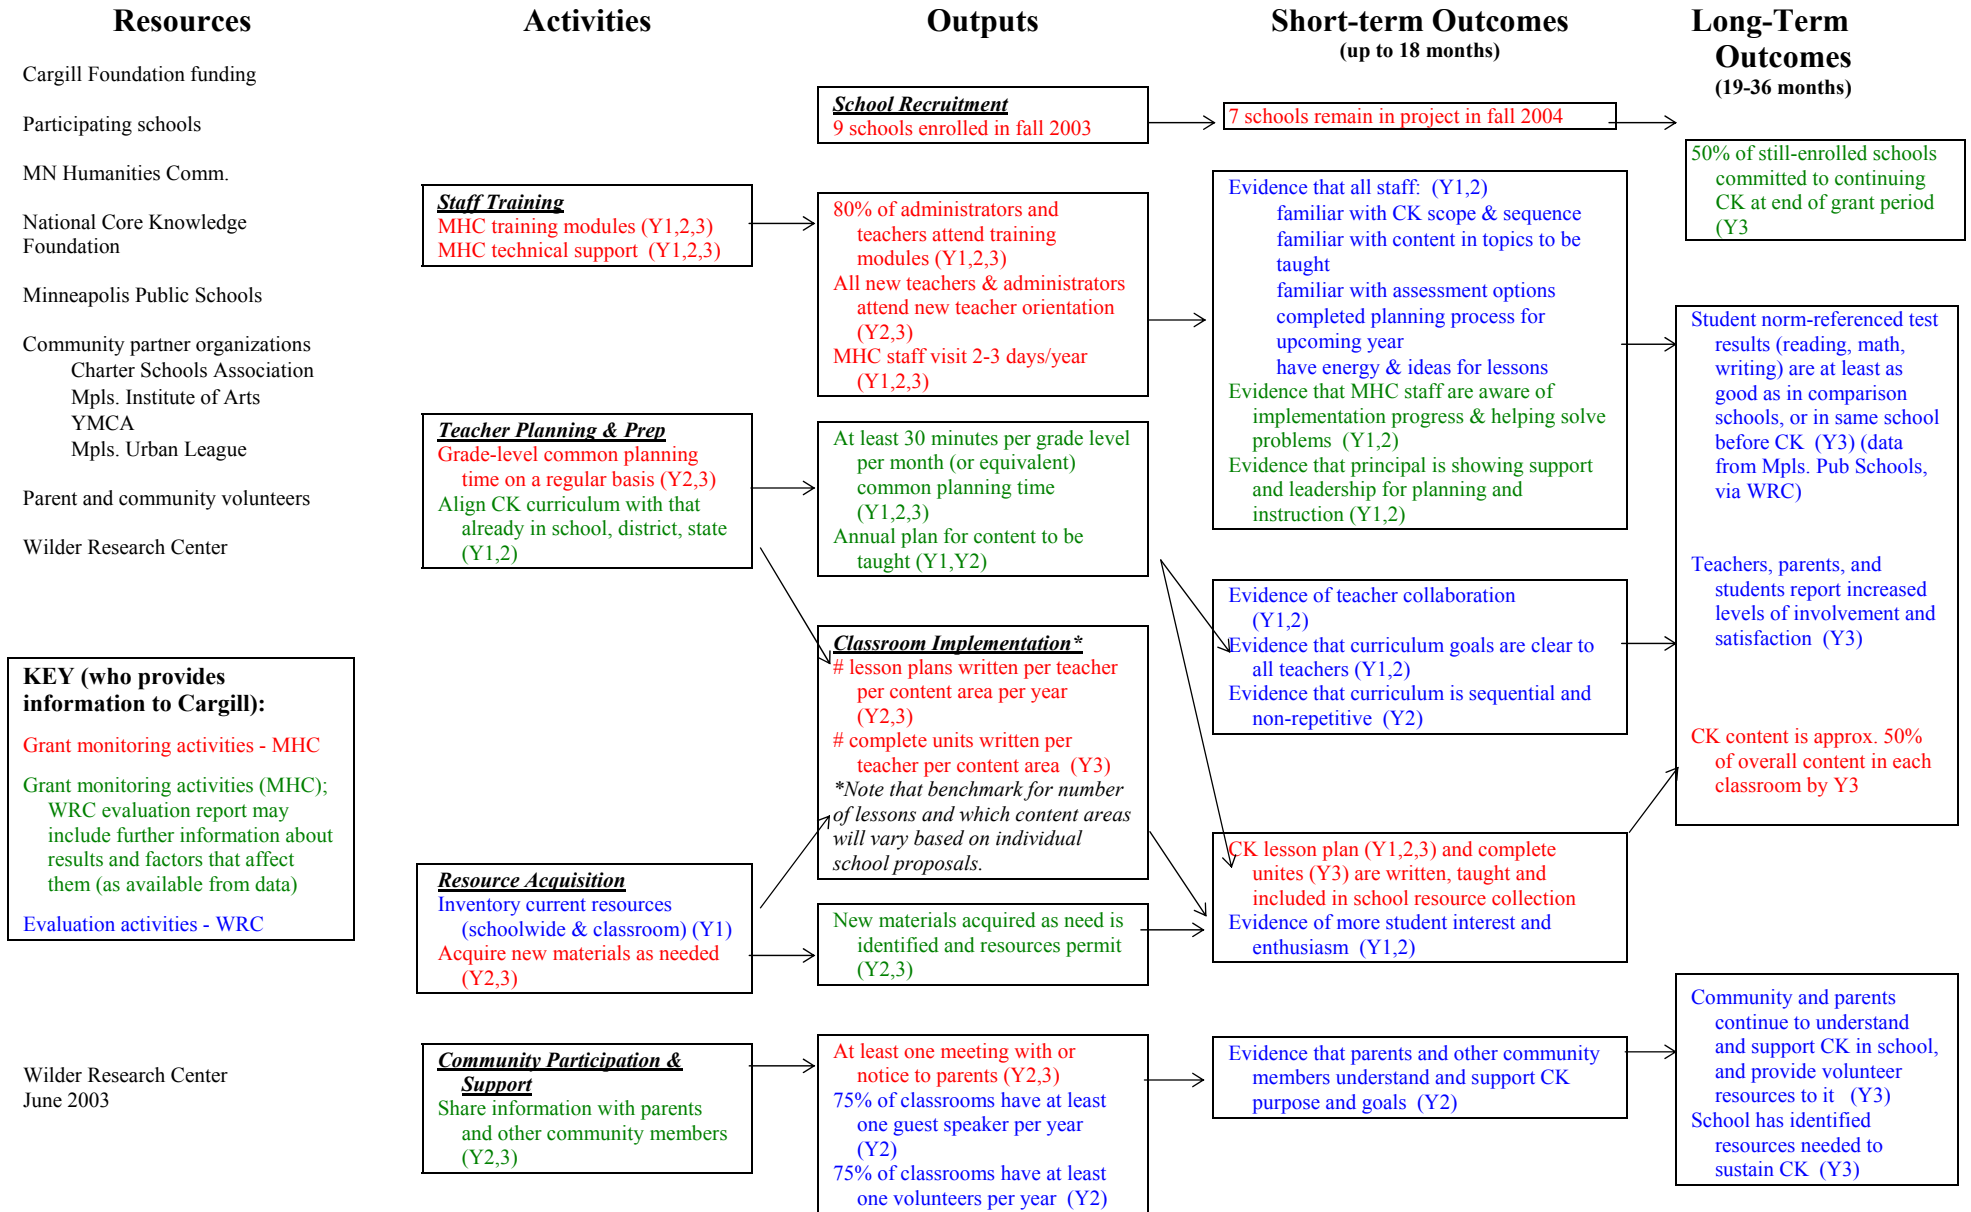 Resources
Cargill Foundation funding
Participating schools
MN Humanities Comm.
National Core Knowledge
Foundation
Minneapolis Public Schools
Community partner organizations
Charter Schools Association
Mpls. Institute of Arts
YMCA
Mpls. Urban League
Parent and community volunteers
Wilder Research Center
KEY (who provides
information to Cargill):
Grant monitoring activities - MHC
Grant monitoring activities (MHC);
WRC evaluation report may
include further information about
results and factors that affect
them (as available from data)
Evaluation activities - WRC
Wilder Research Center
June 2003
Activities
Staff Training
MHC training modules (Y1,2,3)
MHC technical support (Y1,2,3)
Teacher Planning & Prep
Grade-level common planning
time on a regular basis (Y2,3)
Align CK curriculum with that
already in school, district, state
(Y1,2)
Resource Acquisition
Inventory current resources
(schoolwide & classroom) (Y1)
Acquire new materials as needed
(Y2,3)
Community Participation &
Support
Share information with parents
and other community members
(Y2,3)
Outputs
School Recruitment
9 schools enrolled in fall 2003
80% of administrators and
teachers attend training
modules (Y1,2,3)
All new teachers & administrators
attend new teacher orientation
(Y2,3)
MHC staff visit 2-3 days/year
(Y1,2,3)
At least 30 minutes per grade level
per month (or equivalent)
common planning time
(Y1,2,3)
Annual plan for content to be
taught (Y1,Y2)
Classroom Implementation*
# lesson plans written per teacher
per content area per year
(Y2,3)
# complete units written per
teacher per content area (Y3)
*Note that benchmark for number
of lessons and which content areas
will vary based on individual
school proposals.
New materials acquired as need is
identified and resources permit
(Y2,3)
At least one meeting with or
notice to parents (Y2,3)
75% of classrooms have at least
one guest speaker per year
(Y2)
75% of classrooms have at least
one volunteers per year (Y2)
Short-term Outcomes
(up to 18 months)
7 schools remain in project in fall 2004
Evidence that all staff: (Y1,2)
familiar with CK scope & sequence
familiar with content in topics to be
taught
familiar with assessment options
completed planning process for
upcoming year
have energy & ideas for lessons
Evidence that MHC staff are aware of
implementation progress & helping solve
problems (Y1,2)
Evidence that principal is showing support
and leadership for planning and
instruction (Y1,2)
Evidence of teacher collaboration
(Y1,2)
Evidence that curriculum goals are clear to
all teachers (Y1,2)
Evidence that curriculum is sequential and
non-repetitive (Y2)
CK lesson plan (Y1,2,3) and complete
unites (Y3) are written, taught and
included in school resource collection
Evidence of more student interest and
enthusiasm (Y1,2)
Evidence that parents and other community
members understand and support CK
purpose and goals (Y2)
Long-Term
Outcomes
(19-36 months)
50% of still-enrolled schools
committed to continuing
CK at end of grant period
(Y3
Student norm-referenced test
results (reading, math,
writing) are at least as
good as in comparison
schools, or in same school
before CK (Y3) (data
from Mpls. Pub Schools,
via WRC)
Teachers, parents, and
students report increased
levels of involvement and
satisfaction (Y3)
CK content is approx. 50%
of overall content in each
classroom by Y3
Community and parents
continue to understand
and support CK in school,
and provide volunteer
resources to it (Y3)
School has identified
resources needed to
sustain CK (Y3)